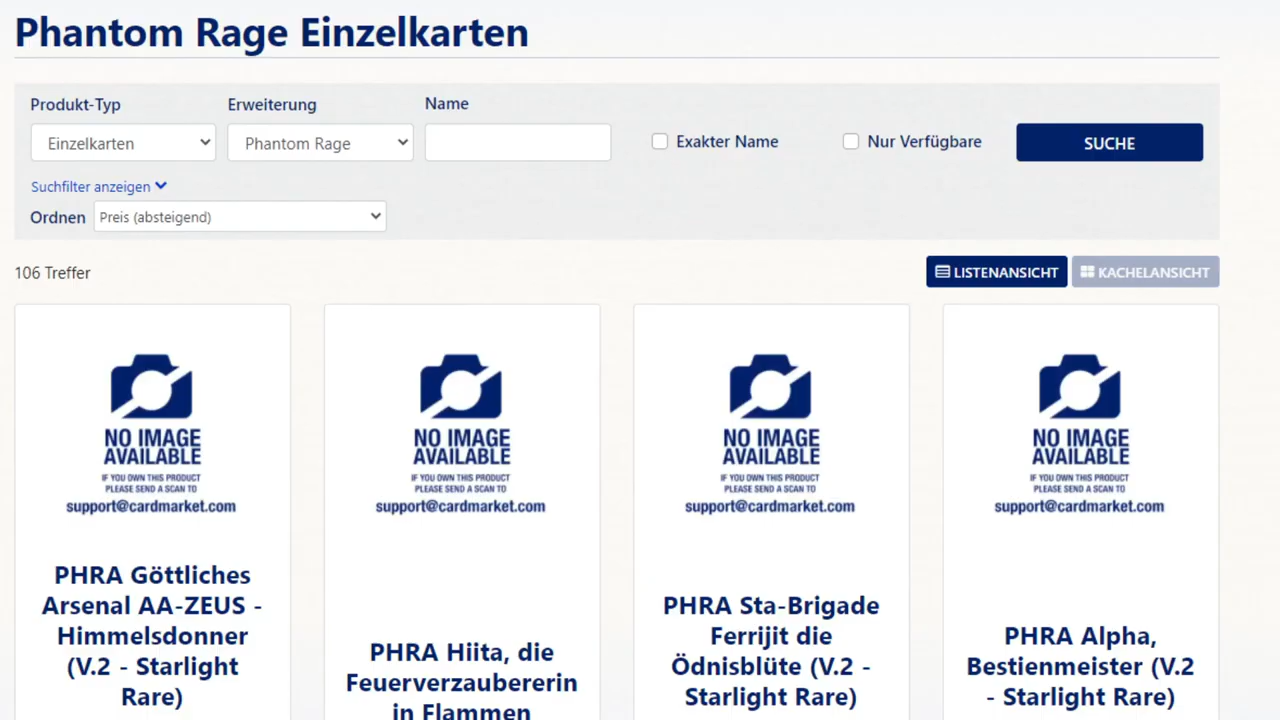 Phantom Rage Einzelkarten
Produkt-Typ
Erweiterung
Name
Einzelkarten
Phantom Rage
Exakter Name
Nur Verfügbare
SUCHE
Suchfilter anzeigen
Ordnen
Preis (absteigend)
106 Treffer
LISTENANSICHT
KACHELANSICHT
NO IMAGE
AVAILABLE
IF YOU OWN THIS PRODUCT
PLEASE SEND A SCAN TO
support@cardmarket.com
PHRA Göttliches
Arsenal AA-ZEUS -
Himmelsdonner
(V.2 - Starlight
Rare)
NO IMAGE
AVAILABLE
IF YOU OWN THIS PRODUCT
PLEASE SEND A SCAN TO
support@cardmarket.com
PHRA Hiita, die
Feuerverzaubererin
in Flammen
NO IMAGE
AVAILABLE
IF YOU OWN THIS PRODUCT
PLEASE SEND A SCAN TO
support@cardmarket.com
PHRA Sta-Brigade
Ferrijit die
Ödnisblüte (V.2 -
Starlight Rare)
NO IMAGE
AVAILABLE
IF YOU OWN THIS PRODUCT
PLEASE SEND A SCAN TO
support@cardmarket.com
PHRA Alpha,
Bestienmeister (V.2
- Starlight Rare)